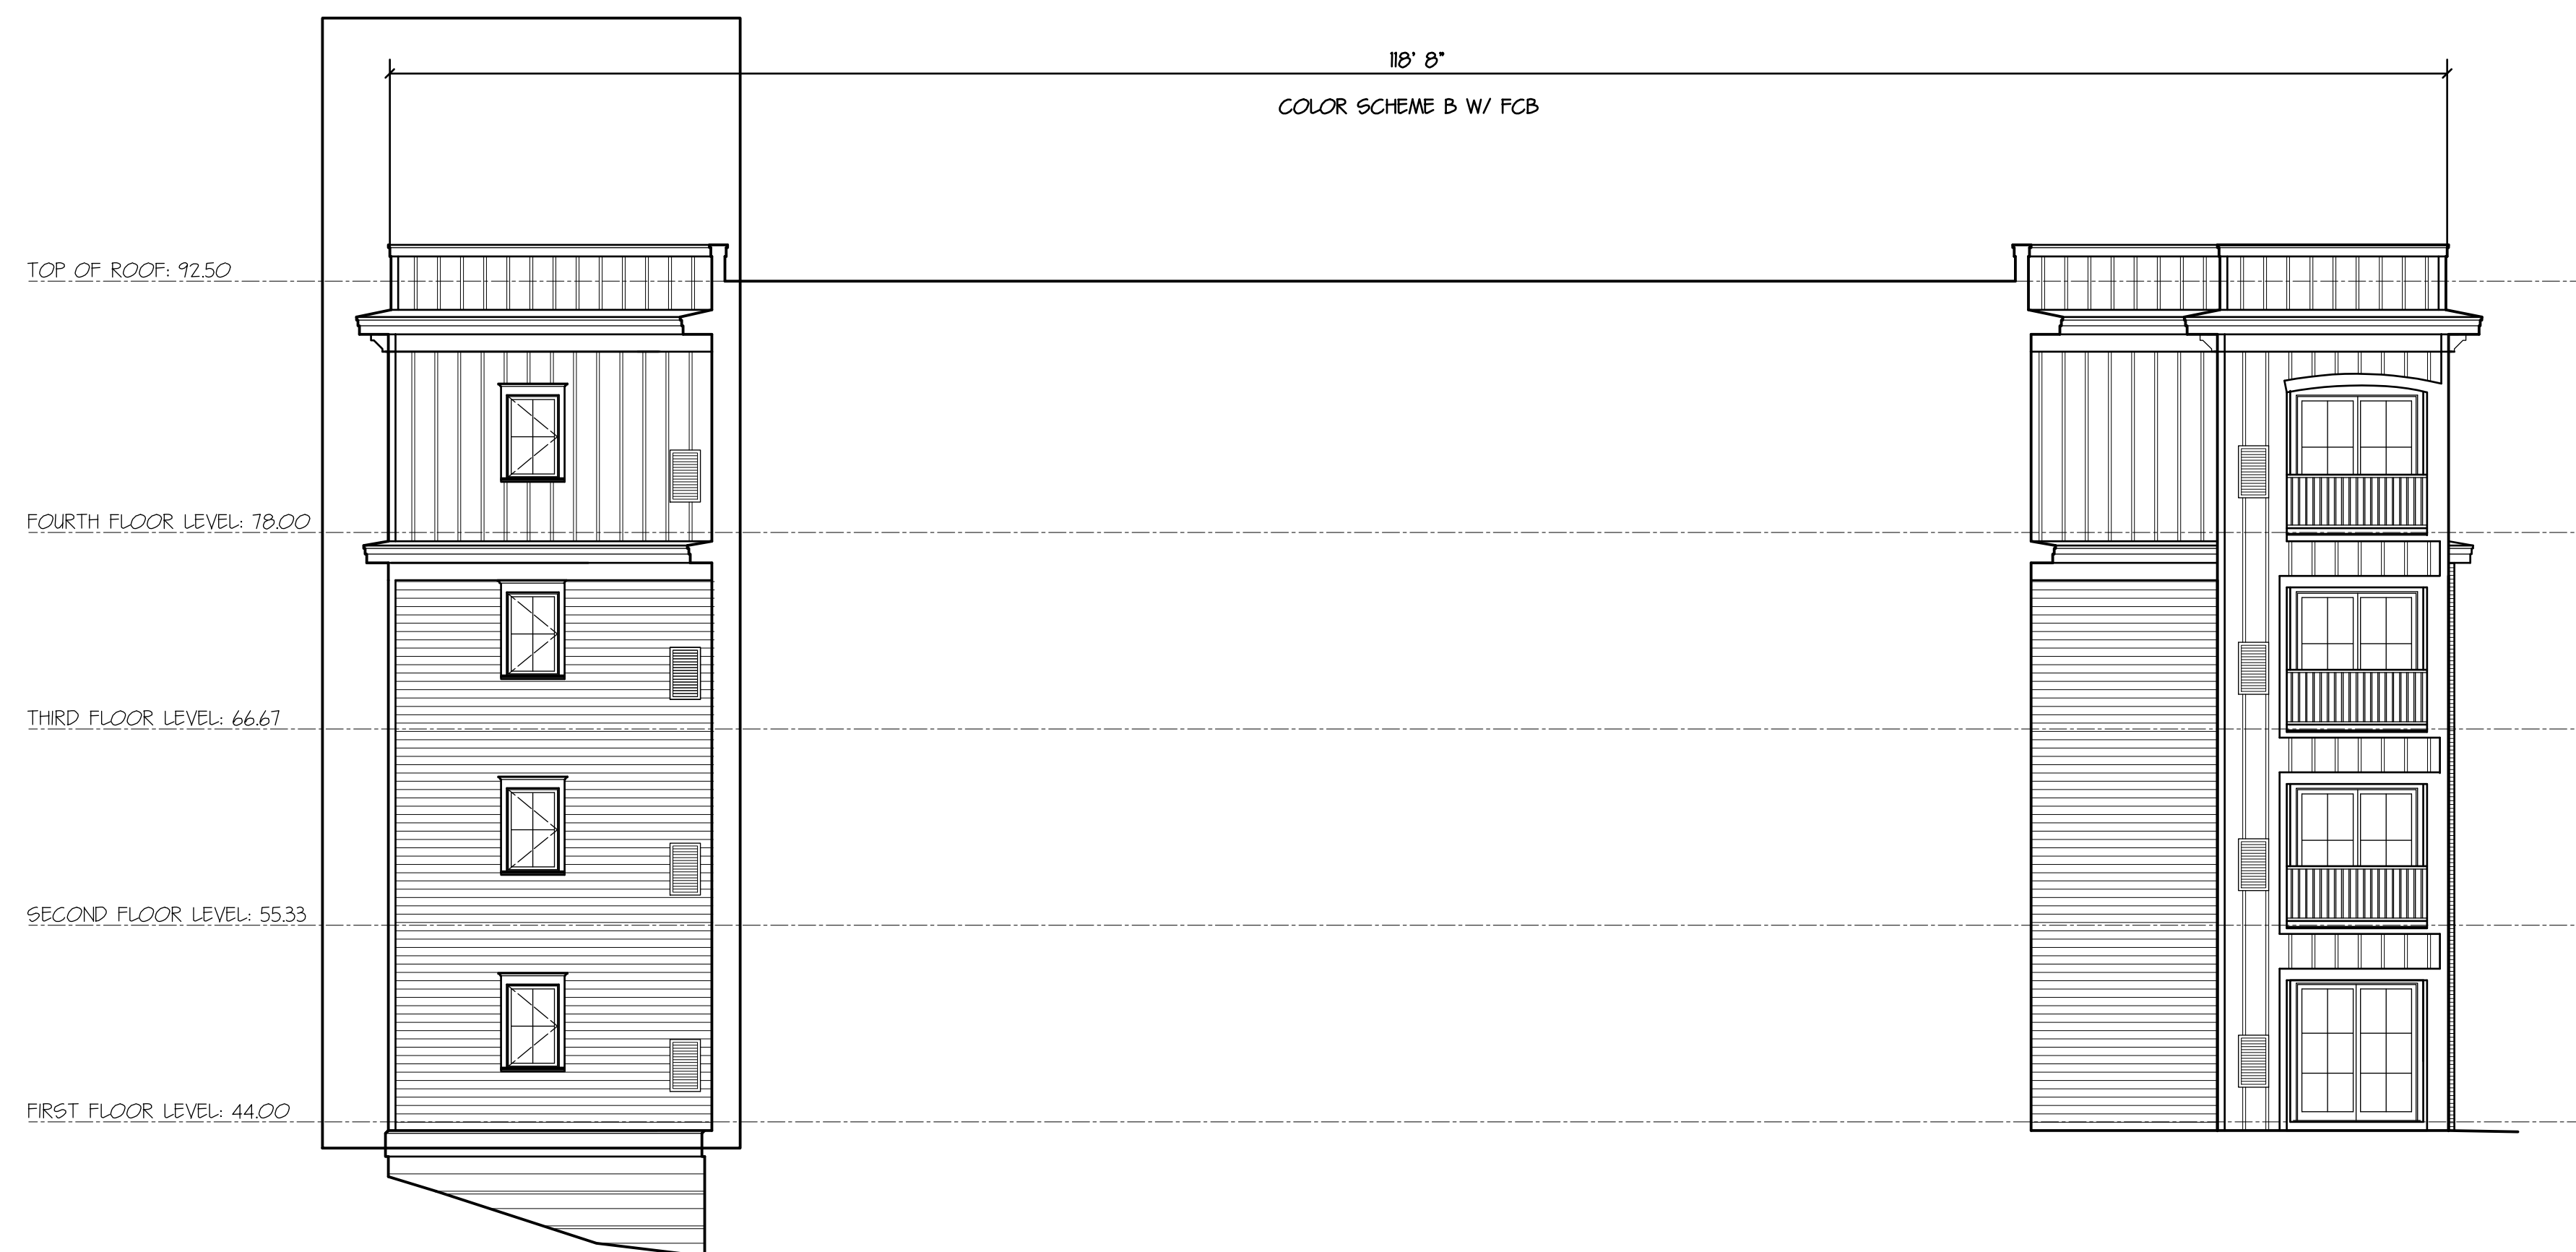 118' 8"
COLOR SCHEME B W/ FCB
TOP OF ROOF: 92.50
FOURTH FLOOR LEVEL: 78.00
THIRD FLOOR LEVEL: 66.67
SECOND FLOOR LEVEL: 55.33
FIRST FLOOR LEVEL: 44.00